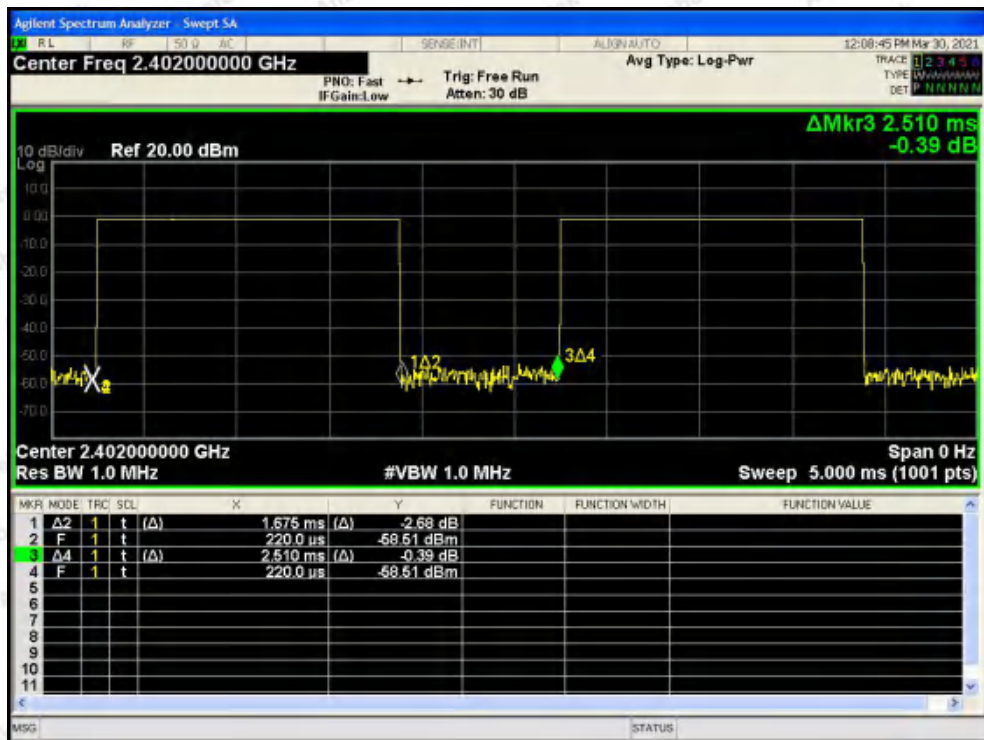 Agilent Spectrum Analyzer - Swept SA
LXI RL RF 50 Ω AC SENSE:INT ALIGN AUTO 12:08:45 PM Mar 30, 2021
Center Freq 2.402000000 GHz
PNO: Fast Trig: Free Run Avg Type: Log-Pwr TRACE 1 2 3 4 5 6
IFGain:Low Atten: 30 dB TYPE
DET P N N N N N
ΔMkr3 2.510 ms
-0.39 dB
10 dB/div Ref 20.00 dBm
Log
10.0
0.00
-10.0
-20.0
-30.0
-40.0
-50.0
-60.0
-70.0
1Δ2
3Δ4
Center 2.402000000 GHz Span 0 Hz
Res BW 1.0 MHz #VBW 1.0 MHz Sweep 5.000 ms (1001 pts)
MKR MODE TRC SCL X Y FUNCTION FUNCTION WIDTH FUNCTION VALUE
1 Δ2 1 t (Δ) 1.675 ms (Δ) -2.68 dB
2 F 1 t 220.0 µs -58.51 dBm
3 Δ4 1 t (Δ) 2.510 ms (Δ) -0.39 dB
4 F 1 t 220.0 µs -58.51 dBm
5
6
7
8
9
10
11
MSG STATUS